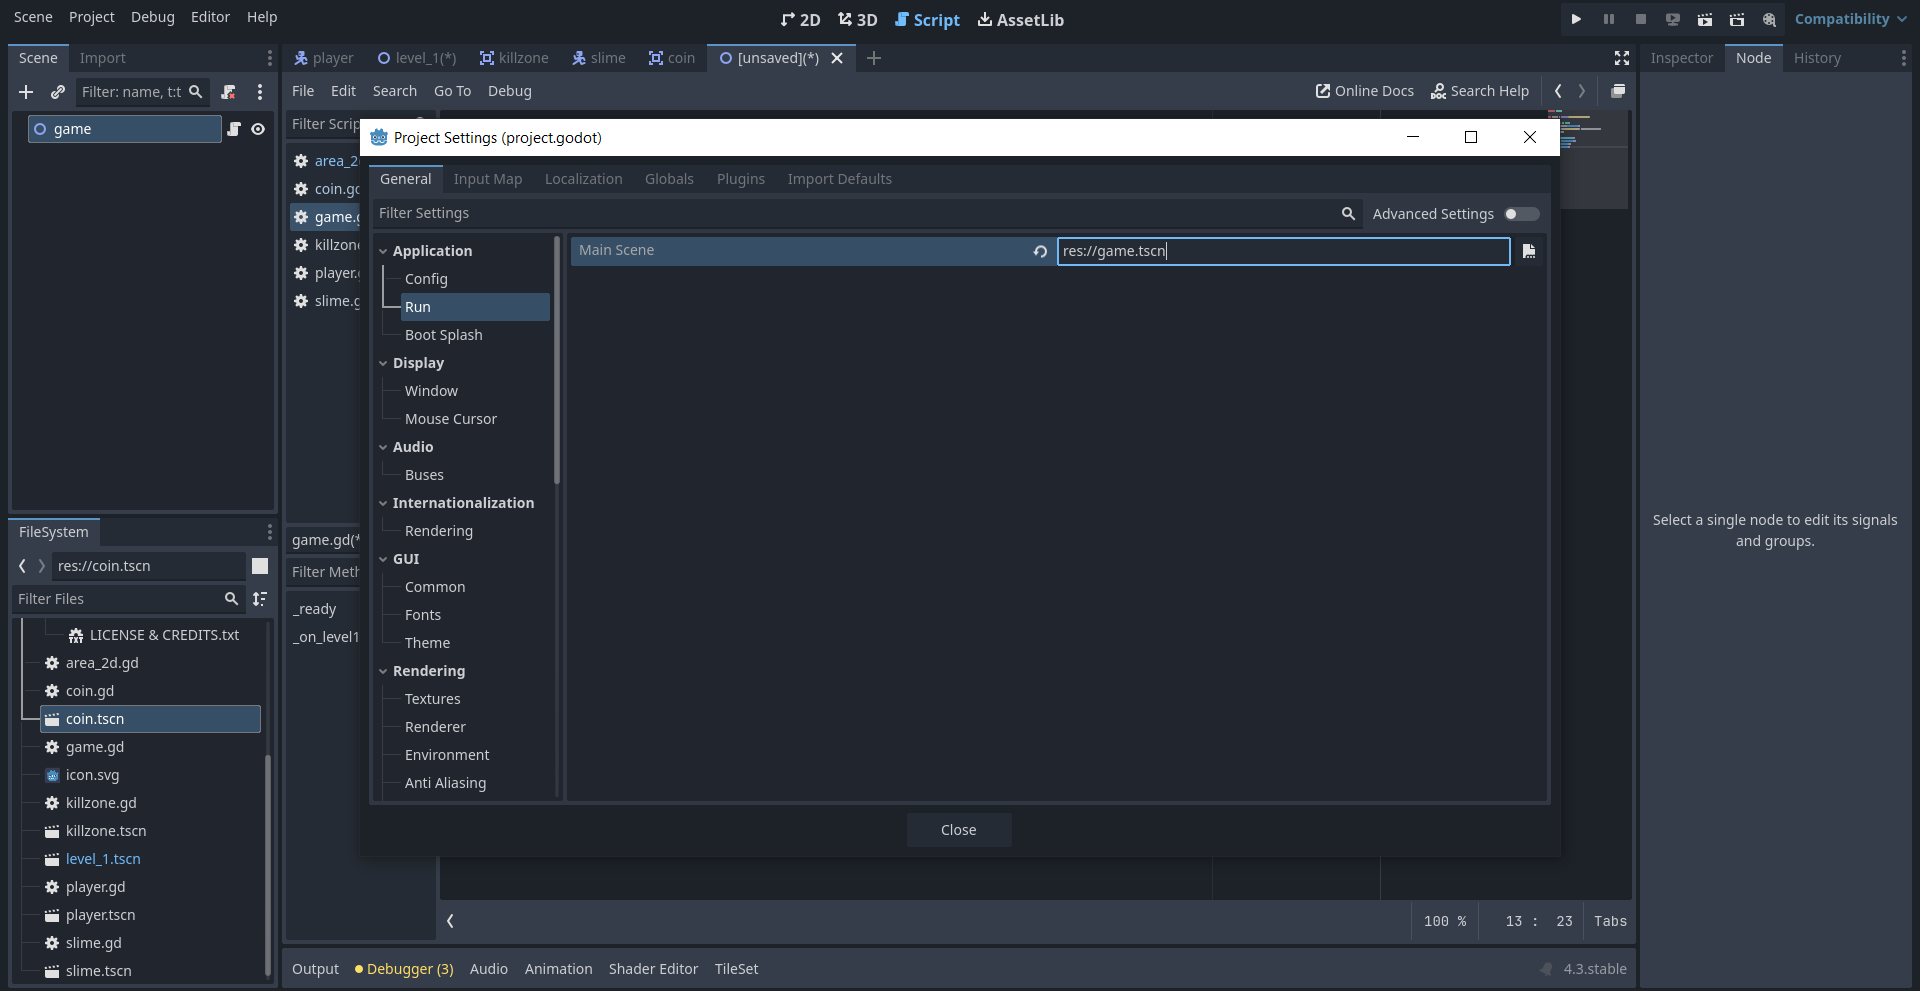 Scene Project Debug Editor Help
2D 3D Script AssetLib
Compatibility
Scene Import
player level_1(*) killzone slime coin [unsaved](*)
Inspector Node History
Filter: name, t:t
File Edit Search Go To Debug
Online Docs Search Help
game
Filter Scrip
area_2
coin.gd
game.g
killzone
player.g
slime.g
Project Settings (project.godot)
General Input Map Localization Globals Plugins Import Defaults
Filter Settings
Advanced Settings
Application
Config
Run
Boot Splash
Display
Window
Mouse Cursor
Audio
Buses
Internationalization
Rendering
GUI
Common
Fonts
Theme
Rendering
Textures
Renderer
Environment
Anti Aliasing
Main Scene
res://game.tscn
Close
Select a single node to edit its signals
and groups.
FileSystem
res://coin.tscn
Filter Files
LICENSE & CREDITS.txt
area_2d.gd
coin.gd
coin.tscn
game.gd
icon.svg
killzone.gd
killzone.tscn
level_1.tscn
player.gd
player.tscn
slime.gd
slime.tscn
game.gd(*
Filter Meth
_ready
_on_level1
100 % 13 : 23 Tabs
Output Debugger (3) Audio Animation Shader Editor TileSet
4.3.stable